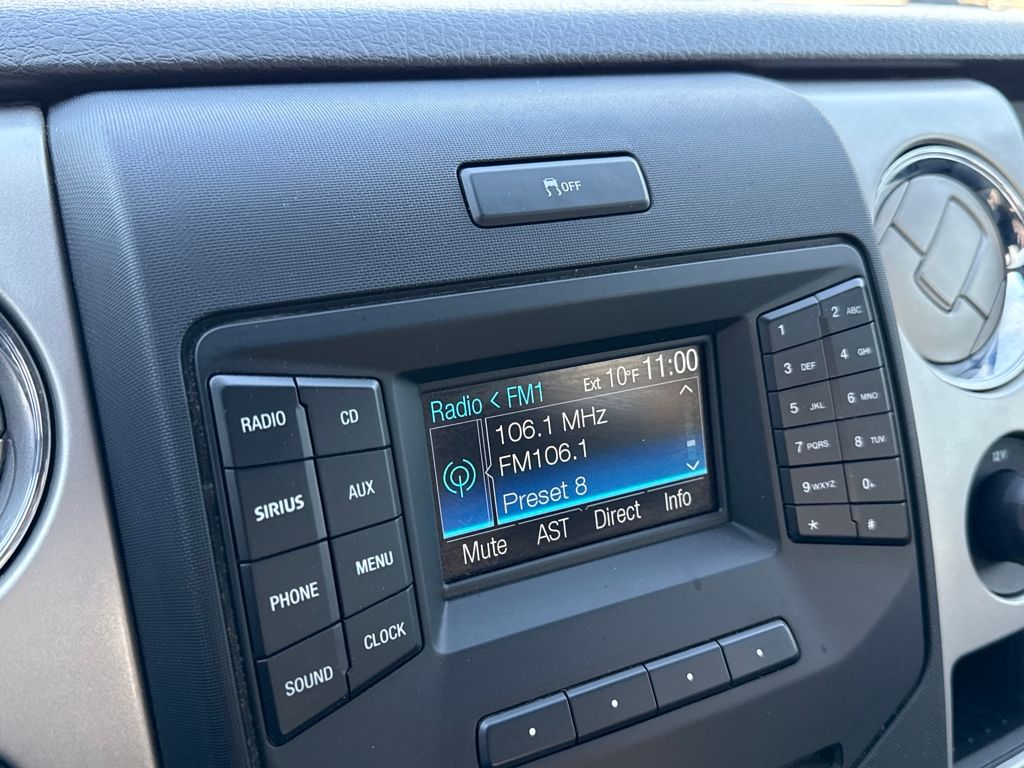 OFF
Radio < FM1 Ext 10°F 11:00
106.1 MHz
FM106.1
Preset 8
Mute AST Direct Info
RADIO CD
SIRIUS AUX
PHONE MENU
SOUND CLOCK
1 2 ABC
3 DEF 4 GHI
5 JKL 6 MNO
7 PQRS 8 TUV
9 WXYZ 0+
* #
12V